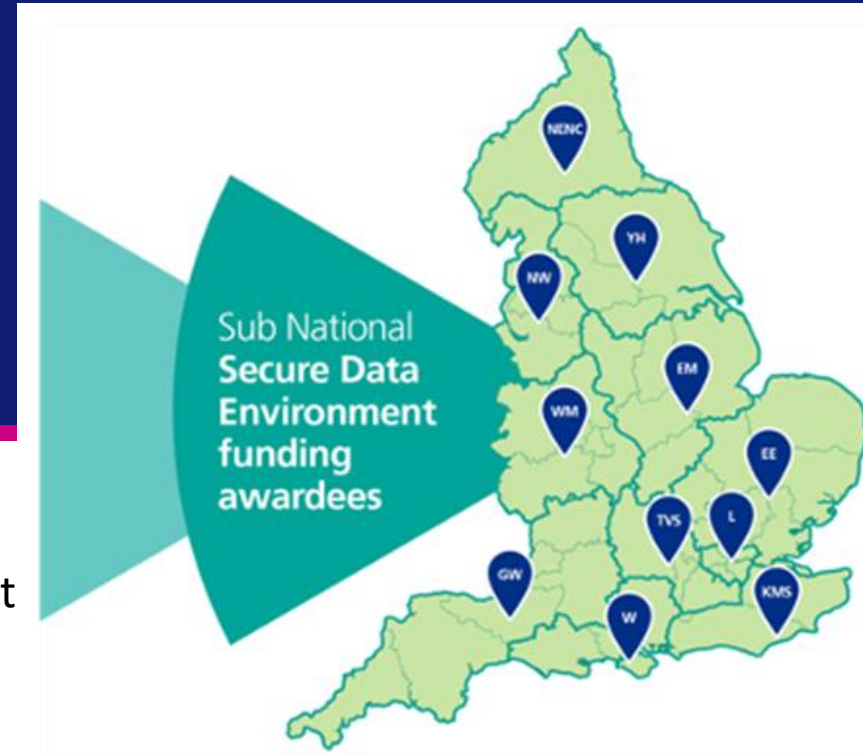 NENC
YH
NW
Sub National
Secure Data
Environment
funding
awardees
EM
WM
EE
TVS
L
GW
KMS
W
t